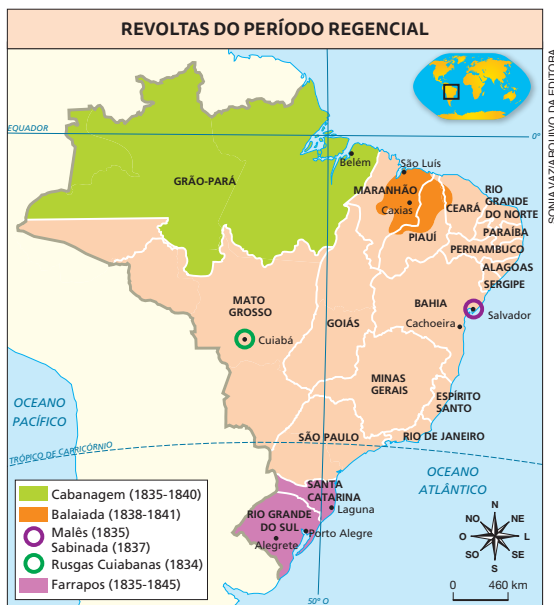 REVOLTAS DO PERÍODO REGENCIAL
SONIA VAZ/ARQUIVO DA EDITORA
EQUADOR
0°
Belém
São Luís
GRÃO-PARÁ
MARANHÃO
Caxias
CEARÁ
RIO
GRANDE
DO NORTE
PARAÍBA
PIAUÍ
PERNAMBUCO
ALAGOAS
SERGIPE
MATO
GROSSO
BAHIA
GOIÁS
Salvador
Cachoeira
Cuiabá
MINAS
GERAIS
ESPÍRITO
SANTO
OCEANO
PACÍFICO
SÃO PAULO
RIO DE JANEIRO
TRÓPICO DE CAPRICÓRNIO
OCEANO
ATLÂNTICO
SANTA
CATARINA
Laguna
RIO GRANDE
DO SUL
Porto Alegre
Alegrete
Cabanagem (1835-1840)
Balaiada (1838-1841)
Malês (1835)
Sabinada (1837)
Rusgas Cuiabanas (1834)
Farrapos (1835-1845)
N
NO
NE
O
L
SO
SE
S
0 460 km
50° O